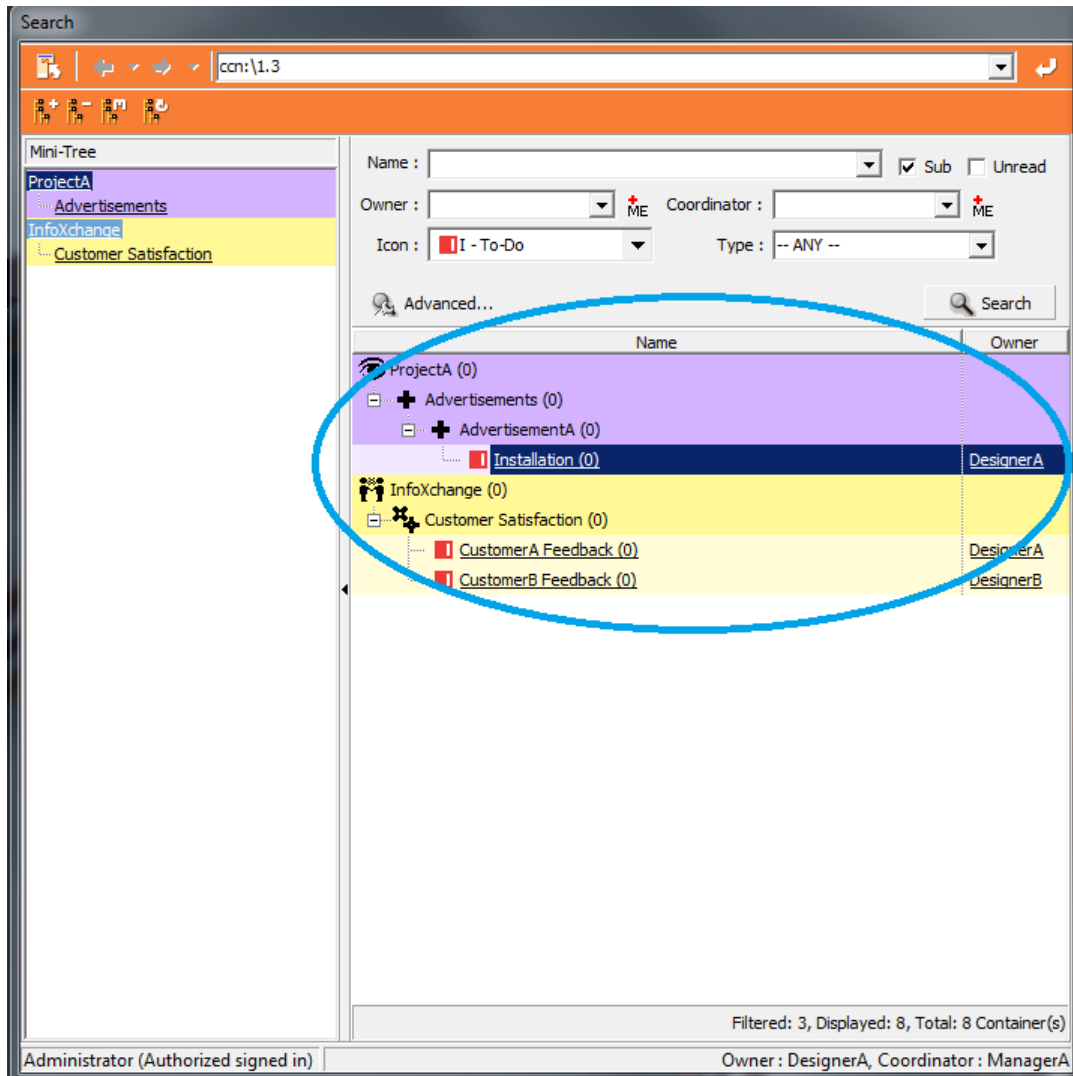 Search
ccn:\1.3
Mini-Tree
ProjectA
Advertisements
InfoXchange
Customer Satisfaction
Name :
Sub
Unread
Owner :
ME
Coordinator :
ME
Icon :
I - To-Do
Type :
-- ANY --
Advanced...
Search
Name
Owner
ProjectA (0)
Advertisements (0)
AdvertisementA (0)
Installation (0)
DesignerA
InfoXchange (0)
Customer Satisfaction (0)
CustomerA Feedback (0)
DesignerA
CustomerB Feedback (0)
DesignerB
Filtered: 3, Displayed: 8, Total: 8 Container(s)
Administrator (Authorized signed in)
Owner : DesignerA, Coordinator : ManagerA